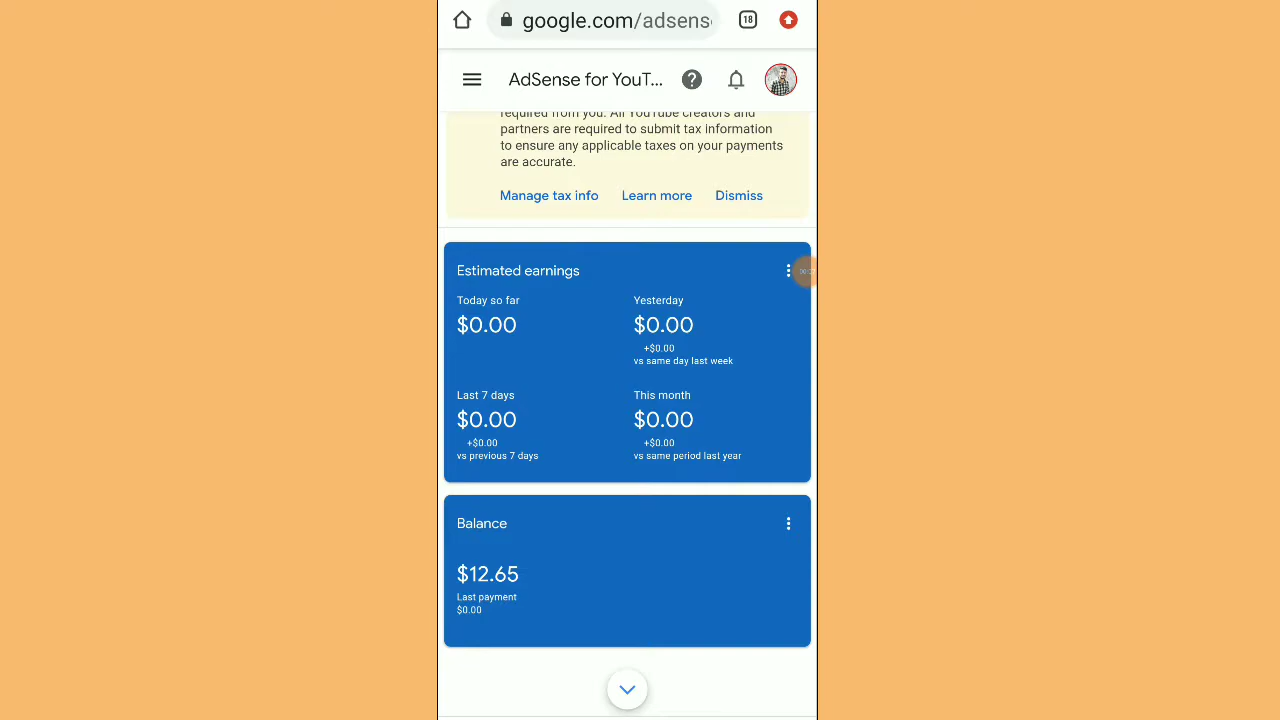 google.com/adsens
18
AdSense for YouT...
required from you. All YouTube creators and
partners are required to submit tax information
to ensure any applicable taxes on your payments
are accurate.
Manage tax info Learn more Dismiss
Estimated earnings
Today so far
$0.00
Yesterday
$0.00
+$0.00
vs same day last week
Last 7 days
$0.00
+$0.00
vs previous 7 days
This month
$0.00
+$0.00
vs same period last year
Balance
$12.65
Last payment
$0.00